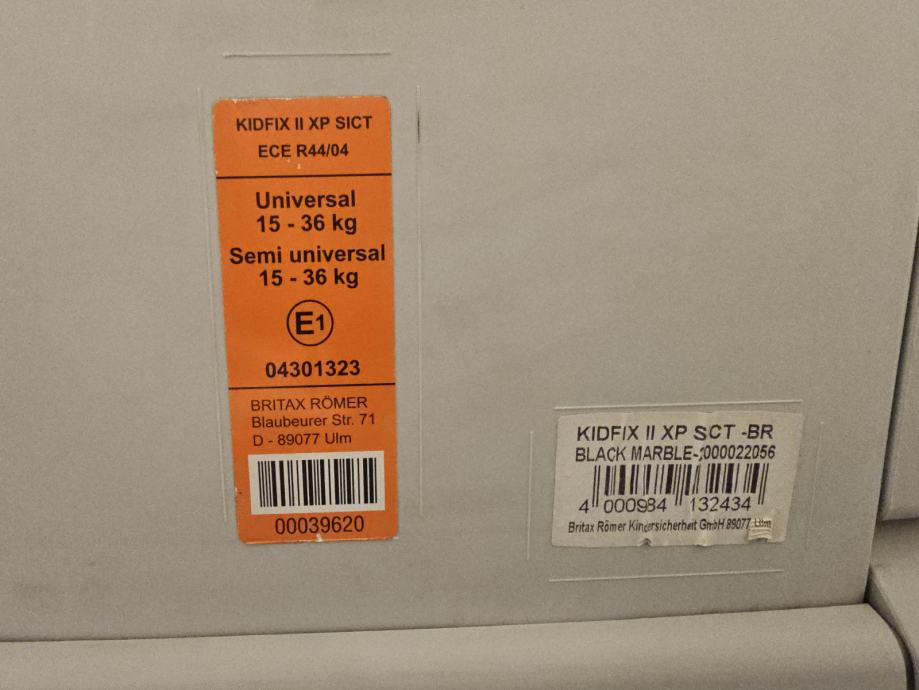 KIDFIX II XP SICT
ECE R44/04
Universal
15 - 36 kg
Semi universal
15 - 36 kg
E1
04301323
BRITAX RÖMER
Blaubeurer Str. 71
D - 89077 Ulm
00039620
KIDFIX II XP SCT -BR
BLACK MARBLE-:000022056
4 000984 132434
Britax Römer Kindersicherheit GmbH 89077 Ulm